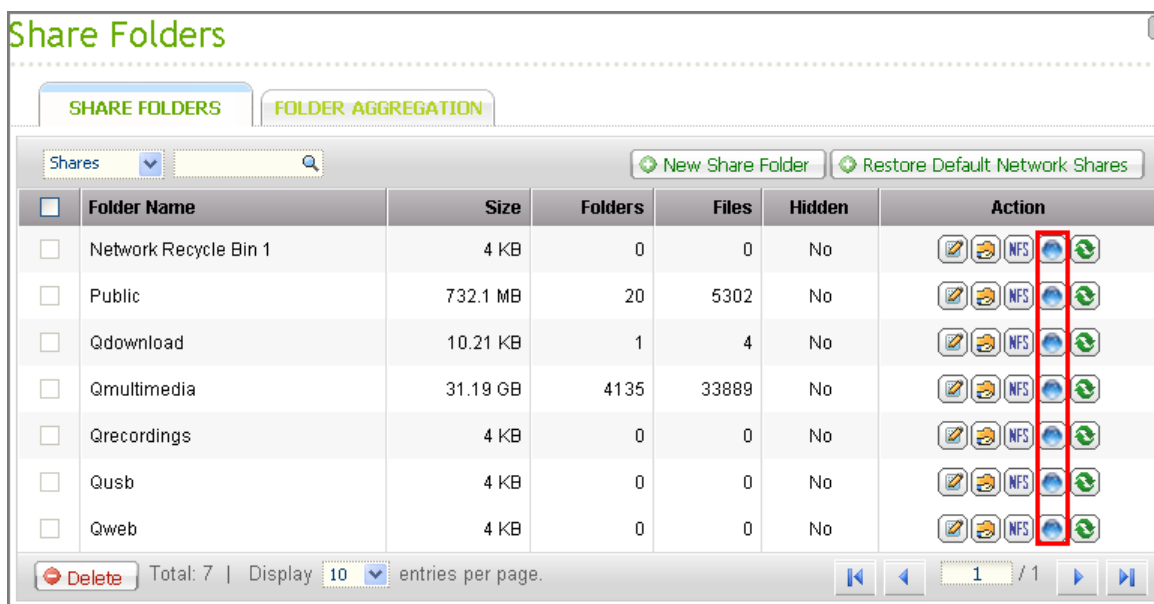 Share Folders
SHARE FOLDERS FOLDER AGGREGATION
Shares New Share Folder Restore Default Network Shares
Folder Name Size Folders Files Hidden Action
Network Recycle Bin 1 4 KB 0 0 No NFS
Public 732.1 MB 20 5302 No NFS
Qdownload 10.21 KB 1 4 No NFS
Qmultimedia 31.19 GB 4135 33889 No NFS
Qrecordings 4 KB 0 0 No NFS
Qusb 4 KB 0 0 No NFS
Qweb 4 KB 0 0 No NFS
Delete Total: 7 | Display 10 entries per page. 1 / 1